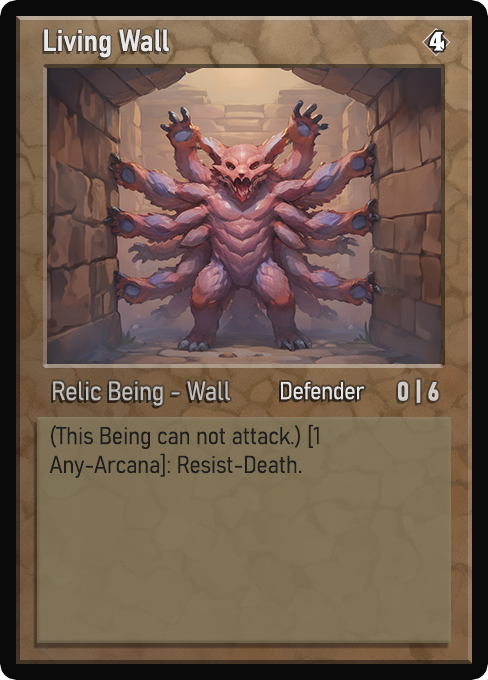 Living Wall 4
Relic Being - Wall Defender 0|6
(This Being can not attack.) [1
Any-Arcana]: Resist-Death.